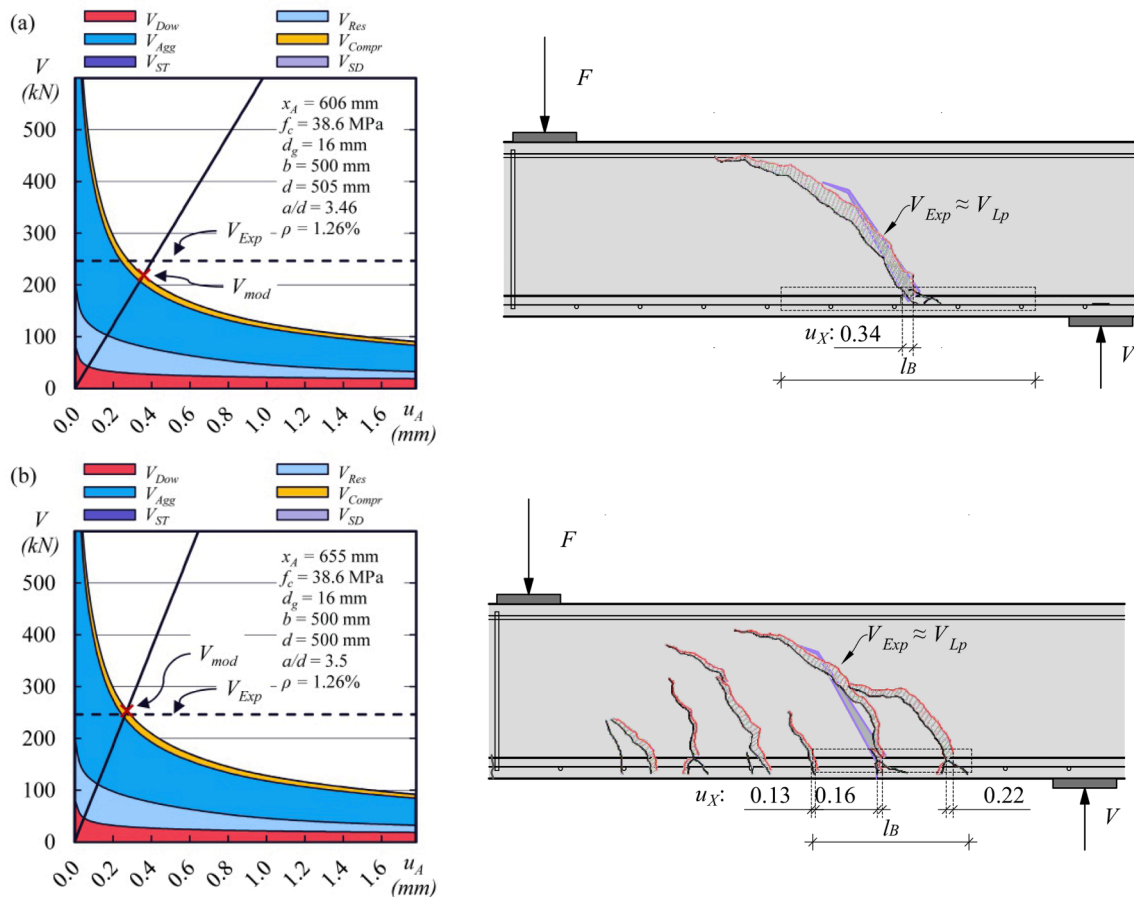 (a)
V_Dow V_Res
V_Agg V_Compr
V_ST V_SD
V
(kN)
500
400
300
200
100
0
x_A = 606 mm
f_c = 38.6 MPa
d_g = 16 mm
b = 500 mm
d = 505 mm
a/d = 3.46
ρ = 1.26%
V_Exp
V_mod
0.0 0.2 0.4 0.6 0.8 1.0 1.2 1.4 1.6 u_A
(mm)
F
V_Exp ≈ V_Lp
u_X: 0.34
l_B
V
(b)
V_Dow V_Res
V_Agg V_Compr
V_ST V_SD
V
(kN)
500
400
300
200
100
0
x_A = 655 mm
f_c = 38.6 MPa
d_g = 16 mm
b = 500 mm
d = 500 mm
a/d = 3.5
ρ = 1.26%
V_mod
V_Exp
0.0 0.2 0.4 0.6 0.8 1.0 1.2 1.4 1.6 u_A
(mm)
F
V_Exp ≈ V_Lp
u_X: 0.13 0.16 0.22
l_B
V